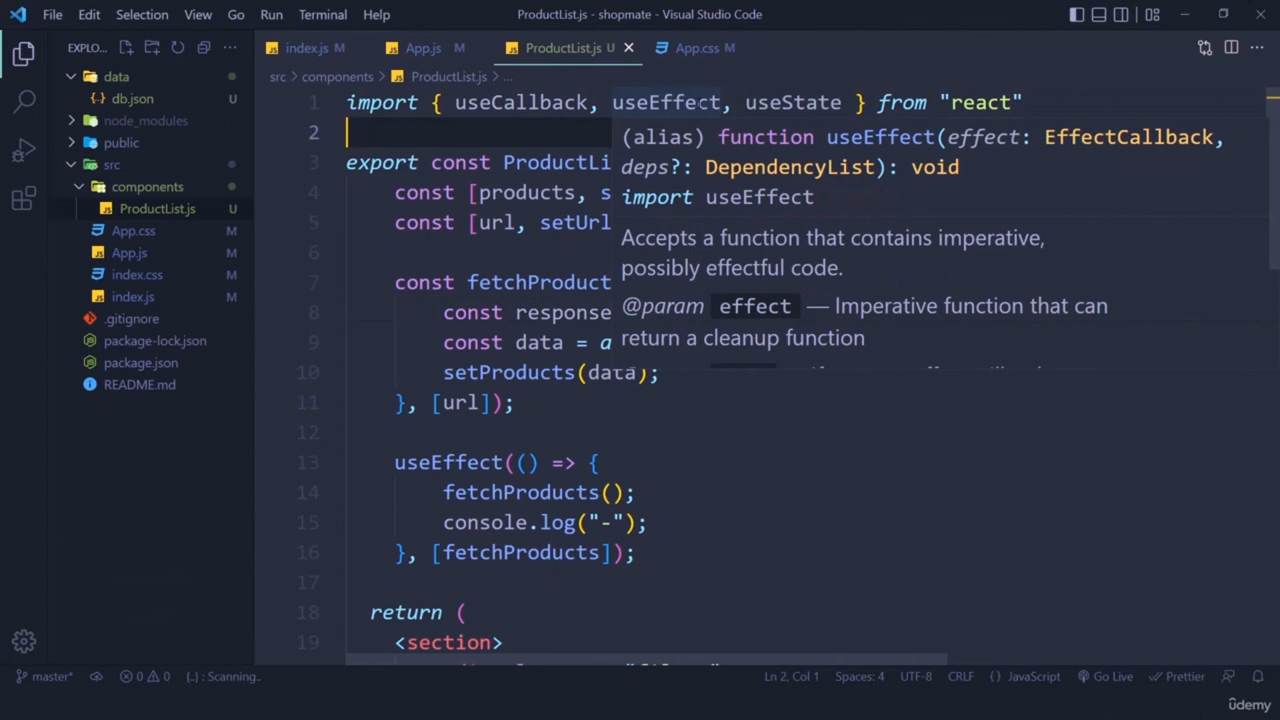 File Edit Selection View Go Run Terminal Help ProductList.js - shopmate - Visual Studio Code
EXPLO... index.js M App.js M ProductList.js U App.css M
src > components > ProductList.js > ...
data
db.json U
node_modules
public
src
components
ProductList.js U
App.css M
App.js M
index.css M
index.js M
.gitignore
package-lock.json
package.json
README.md
1 import { useCallback, useEffect, useState } from "react"
2
3 export const ProductLi
4 const [products, s
5 const [url, setUrl
6
7 const fetchProduct
8 const response
9 const data = a
10 setProducts(data);
11 }, [url]);
12
13 useEffect(() => {
14 fetchProducts();
15 console.log("-");
16 }, [fetchProducts]);
17
18 return (
19 <section>
(alias) function useEffect(effect: EffectCallback,
deps?: DependencyList): void
import useEffect
Accepts a function that contains imperative,
possibly effectful code.
@param effect — Imperative function that can
return a cleanup function
master* 0 0 {..} : Scanning.. Ln 2, Col 1 Spaces: 4 UTF-8 CRLF {} JavaScript Go Live Prettier
ûdemy